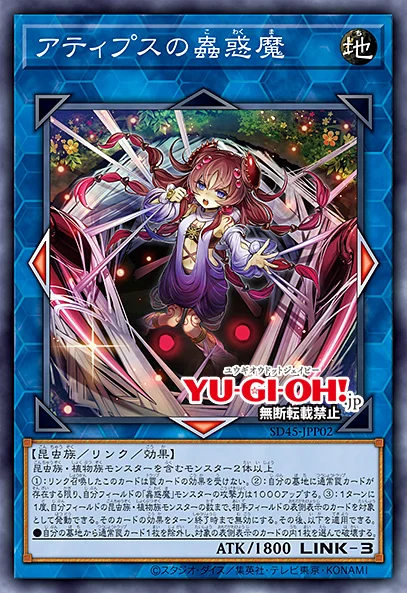 アティプスの蟲惑魔
地
ユウギオウドットジェイピー
YU-GI-OH!.jp
無断転載禁止
SD45-JPP02
【昆虫族/リンク/効果】
昆虫族・植物族モンスターを含むモンスター2体以上
①:リンク召喚したこのカードは罠カードの効果を受けない。②:自分の墓地に通常罠カードが
存在する限り、自分フィールドの「蟲惑魔」モンスターの攻撃力は1000アップする。③:1ターンに
1度、自分フィールドの昆虫族・植物族モンスターの数まで、相手フィールドの表側表示のカードを対象
として発動できる。そのカードの効果をターン終了時まで無効にする。その後、以下を適用できる。
●自分の墓地から通常罠カード1枚を除外し、対象の表側表示のカードの内1枚を選んで破壊する。
ATK/1800 LINK-3
©スタジオ・ダイス/集英社・テレビ東京・KONAMI